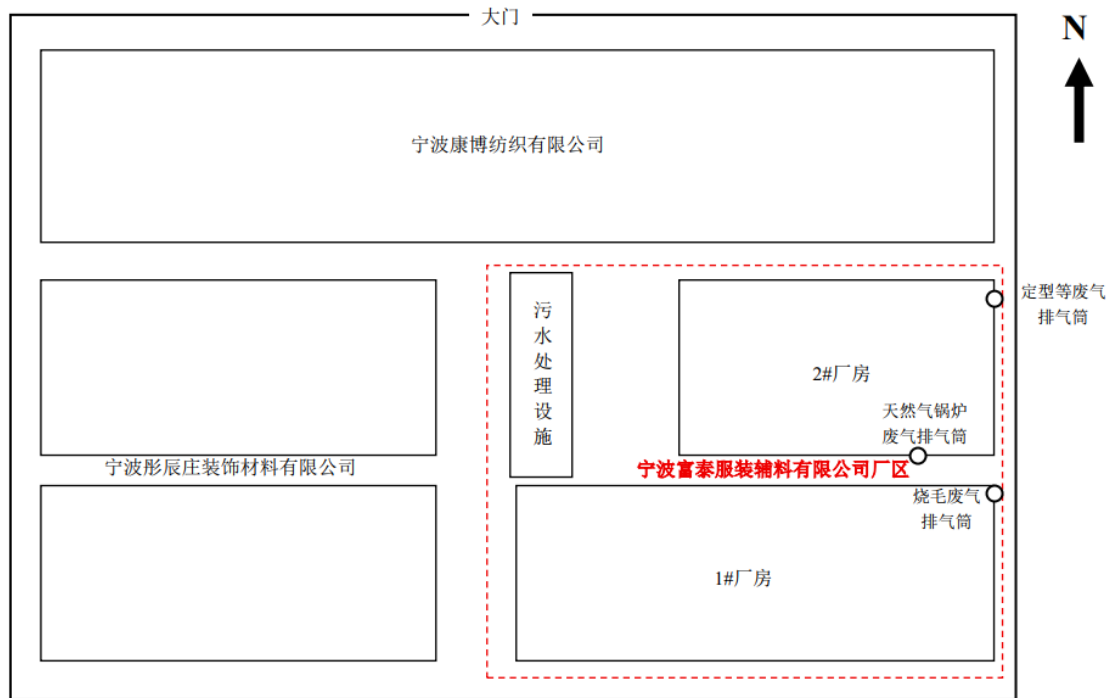 大门
N
宁波康博纺织有限公司
定型等废气
排气筒
污
水
处
理
设
施
2#厂房
天然气锅炉
废气排气筒
宁波彤辰庄装饰材料有限公司
宁波富泰服装辅料有限公司厂区
烧毛废气
排气筒
1#厂房